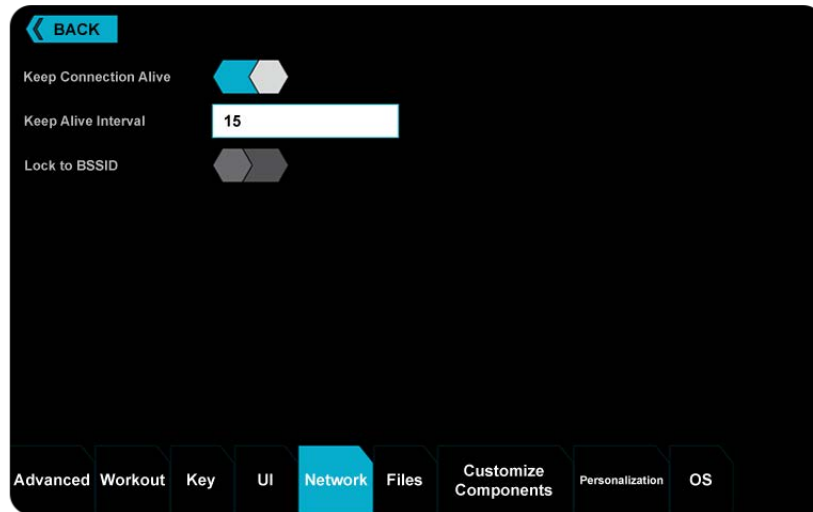 BACK
Keep Connection Alive
Keep Alive Interval 15
Lock to BSSID
Advanced Workout Key UI Network Files Customize Components Personalization OS